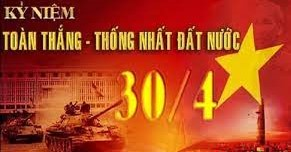 KỶ NIỆM
TOÀN THẮNG - THỐNG NHẤT ĐẤT NƯỚC
30/4